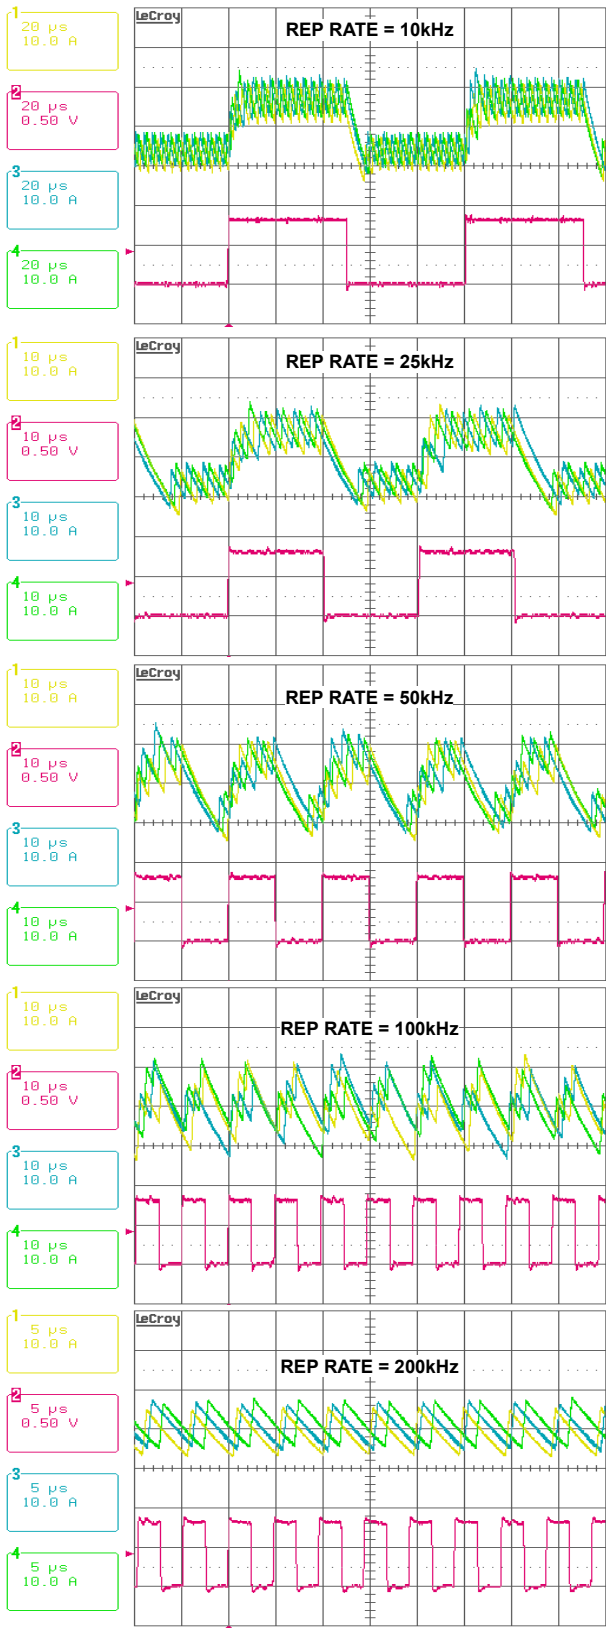 LeCroy
REP RATE = 10kHz
1
20 µs
10.0 A
2
20 µs
0.50 V
3
20 µs
10.0 A
4
20 µs
10.0 A
LeCroy
REP RATE = 25kHz
1
10 µs
10.0 A
2
10 µs
0.50 V
3
10 µs
10.0 A
4
10 µs
10.0 A
LeCroy
REP RATE = 50kHz
1
10 µs
10.0 A
2
10 µs
0.50 V
3
10 µs
10.0 A
4
10 µs
10.0 A
LeCroy
REP RATE = 100kHz
1
10 µs
10.0 A
2
10 µs
0.50 V
3
10 µs
10.0 A
4
10 µs
10.0 A
LeCroy
REP RATE = 200kHz
1
5 µs
10.0 A
2
5 µs
0.50 V
3
5 µs
10.0 A
4
5 µs
10.0 A